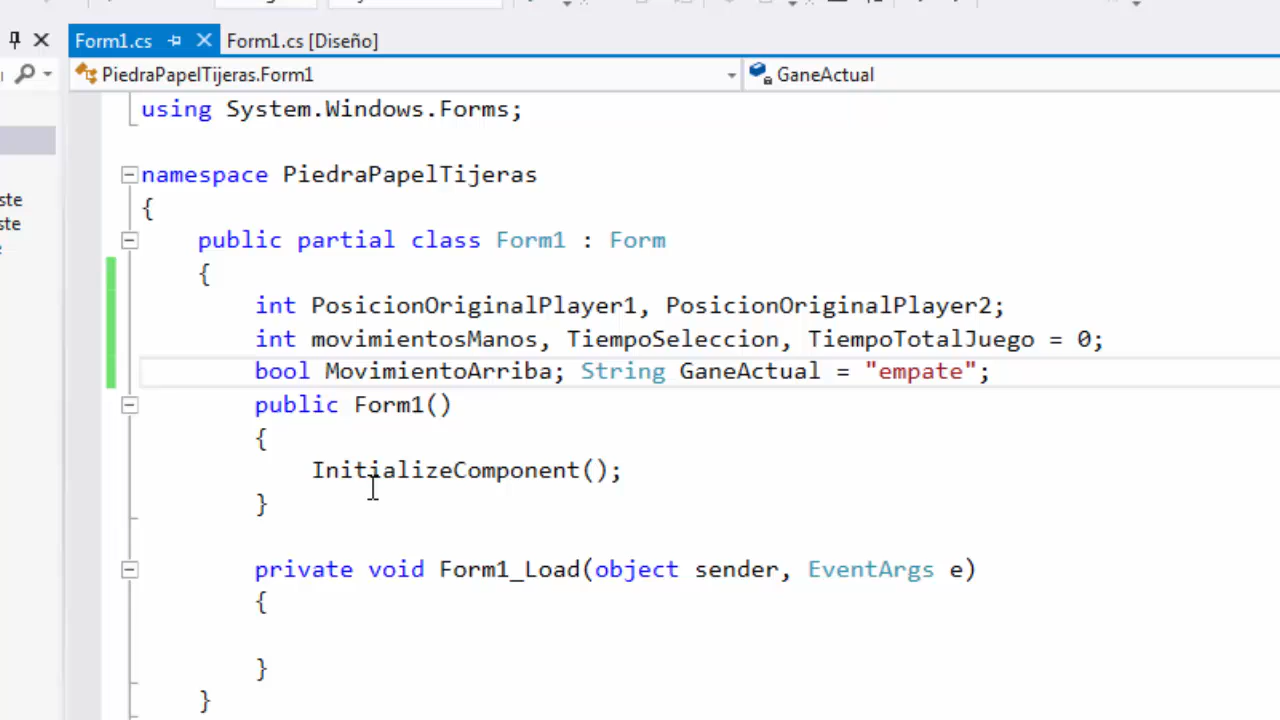 Form1.cs Form1.cs [Diseño]
PiedraPapelTijeras.Form1 GaneActual
using System.Windows.Forms;
namespace PiedraPapelTijeras
{
public partial class Form1 : Form
{
int PosicionOriginalPlayer1, PosicionOriginalPlayer2;
int movimientosManos, TiempoSeleccion, TiempoTotalJuego = 0;
bool MovimientoArriba; String GaneActual = "empate";
public Form1()
{
InitializeComponent();
}
private void Form1_Load(object sender, EventArgs e)
{
}
}
ste
ste